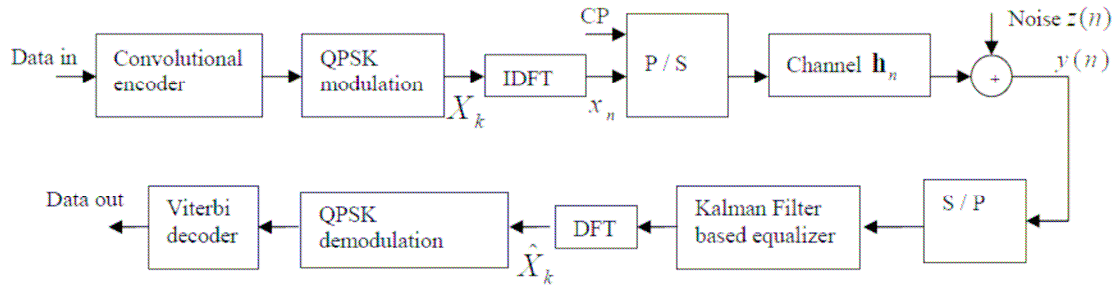 Data in
Convolutional
encoder
QPSK
modulation
X_k
IDFT
x_n
CP
P / S
Channel h_n
Noise z(n)
+
y(n)
S / P
Kalman Filter
based equalizer
DFT
X̂_k
QPSK
demodulation
Viterbi
decoder
Data out